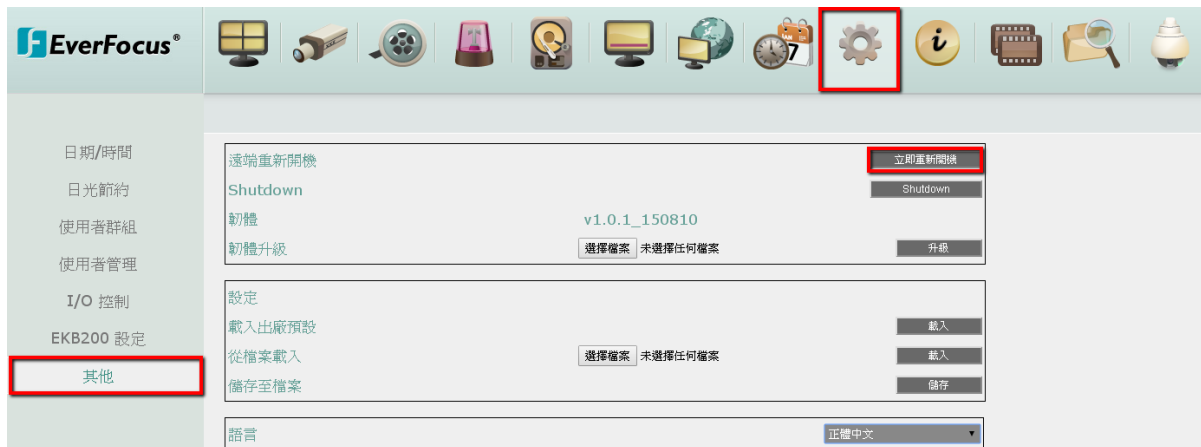 EverFocus®
7
i
日期/時間
日光節約
使用者群組
使用者管理
I/O 控制
EKB200 設定
其他
遠端重新開機 立即重新開機
Shutdown Shutdown
韌體 v1.0.1_150810
韌體升級 選擇檔案 未選擇任何檔案 升級
設定
載入出廠預設 載入
從檔案載入 選擇檔案 未選擇任何檔案 載入
儲存至檔案 儲存
語言 正體中文